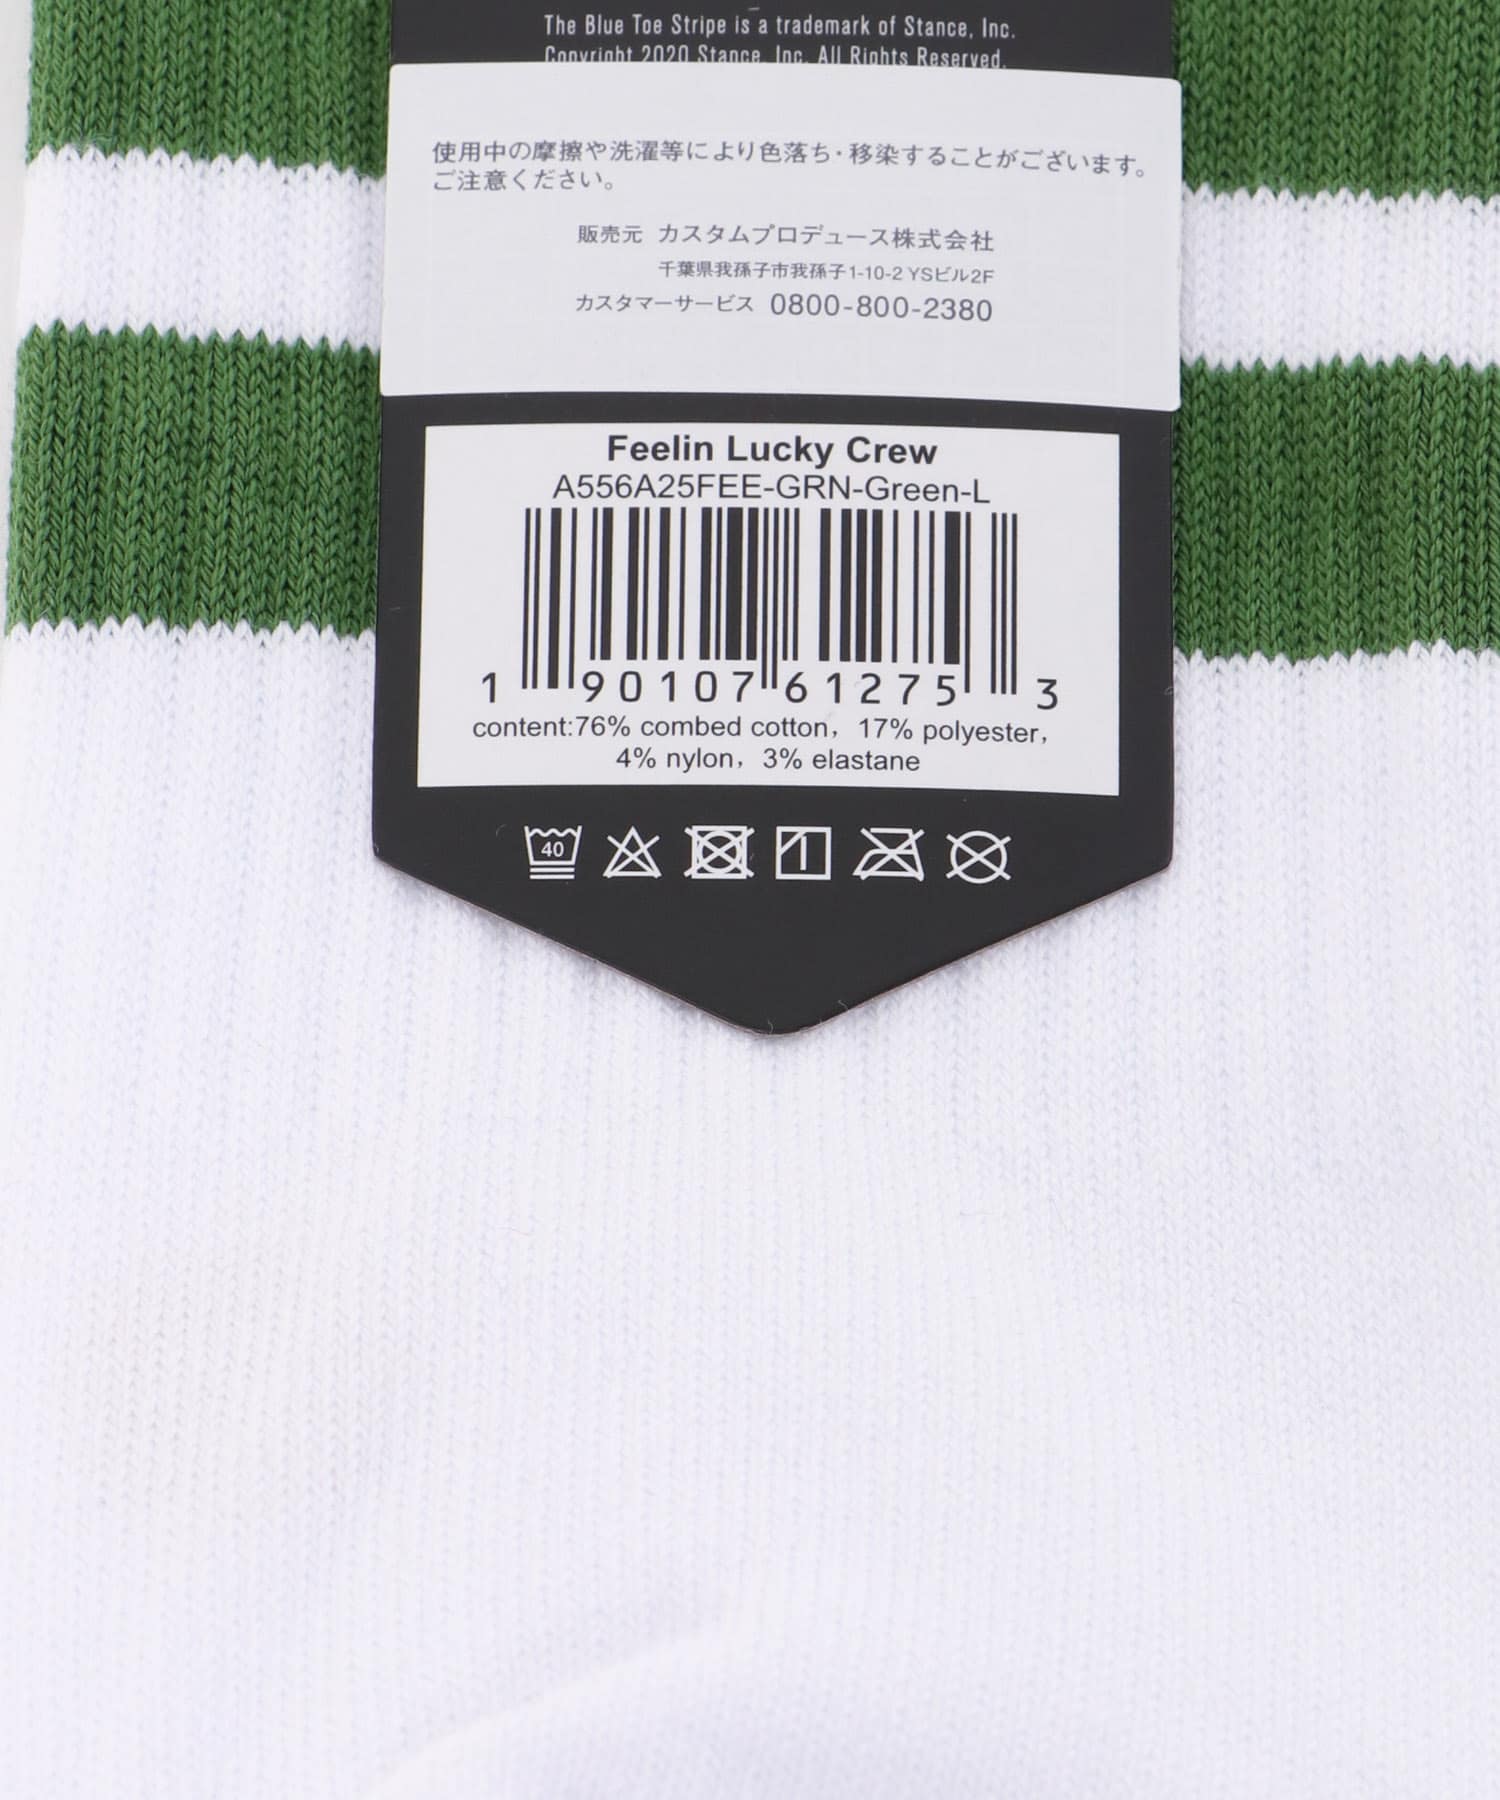 The Blue Toe Stripe is a trademark of Stance, Inc.
Copyright 2020 Stance, Inc. All Rights Reserved.
使用中の摩擦や洗濯等により色落ち・移染することがございます。
ご注意ください。
販売元 カスタムプロデュース株式会社
千葉県我孫子市我孫子1-10-2 YSビル2F
カスタマーサービス 0800-800-2380
Feelin Lucky Crew
A556A25FEE-GRN-Green-L
1 90107 61275 3
content:76% combed cotton, 17% polyester,
4% nylon, 3% elastane
40